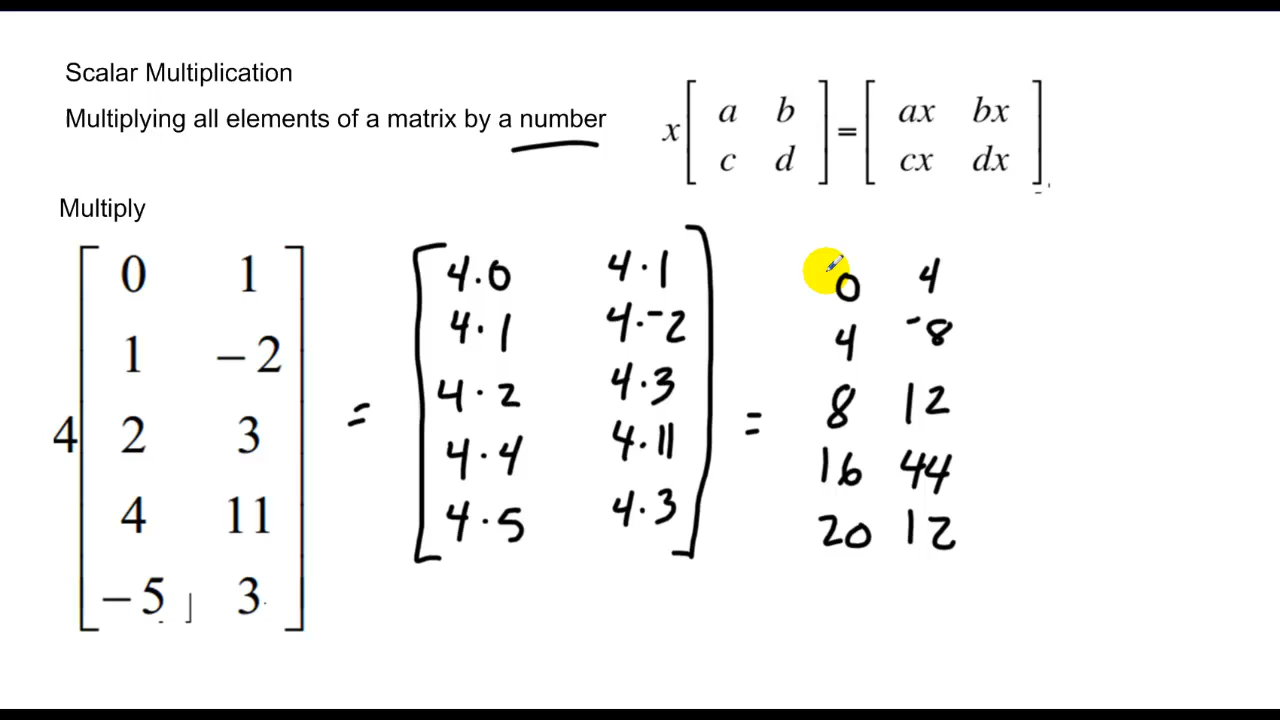 Scalar Multiplication
Multiplying all elements of a matrix by a number
x [ a b ] = [ ax bx ]
[ c d ] [ cx dx ]
Multiply
0 1 4·0 4·1 0 4
1 −2 4·1 4·-2 4 -8
4 2 3 = 4·2 4·3 = 8 12
4 11 4·4 4·11 16 44
−5 3 4·5 4·3 20 12